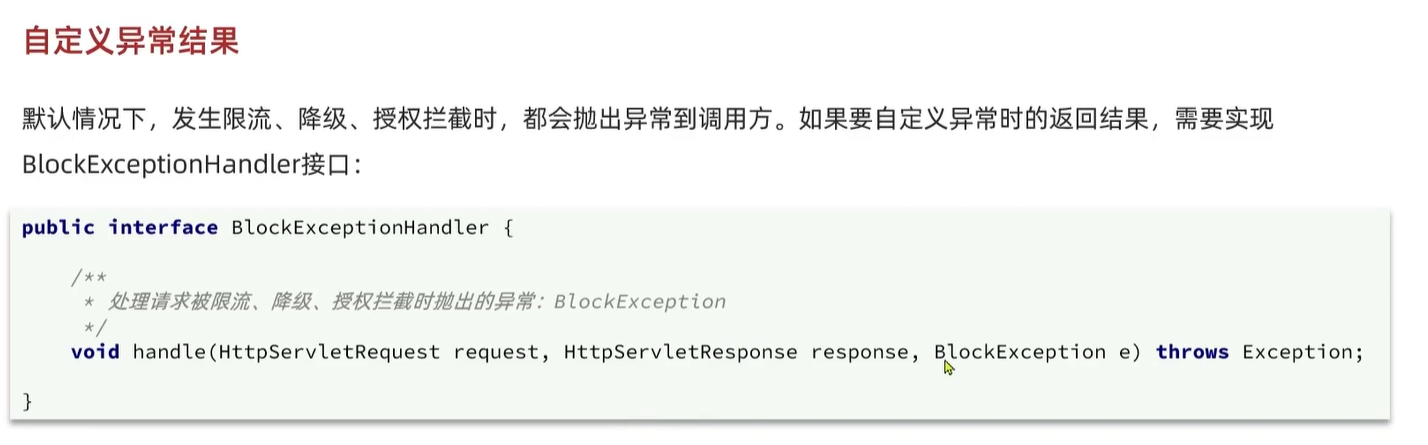 自定义异常结果
默认情况下，发生限流、降级、授权拦截时，都会抛出异常到调用方。如果要自定义异常时的返回结果，需要实现
BlockExceptionHandler接口：
public interface BlockExceptionHandler {
/**
* 处理请求被限流、降级、授权拦截时抛出的异常：BlockException
*/
void handle(HttpServletRequest request, HttpServletResponse response, BlockException e) throws Exception;
}